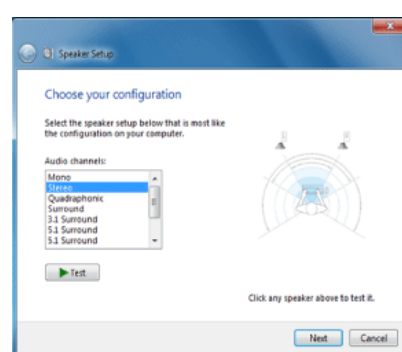 Speaker Setup
Choose your configuration
Select the speaker setup below that is most like
the configuration on your computer.
Audio channels:
Mono
Stereo
Quadraphonic
Surround
3.1 Surround
5.1 Surround
5.1 Surround
Test
Click any speaker above to test it.
Next
Cancel